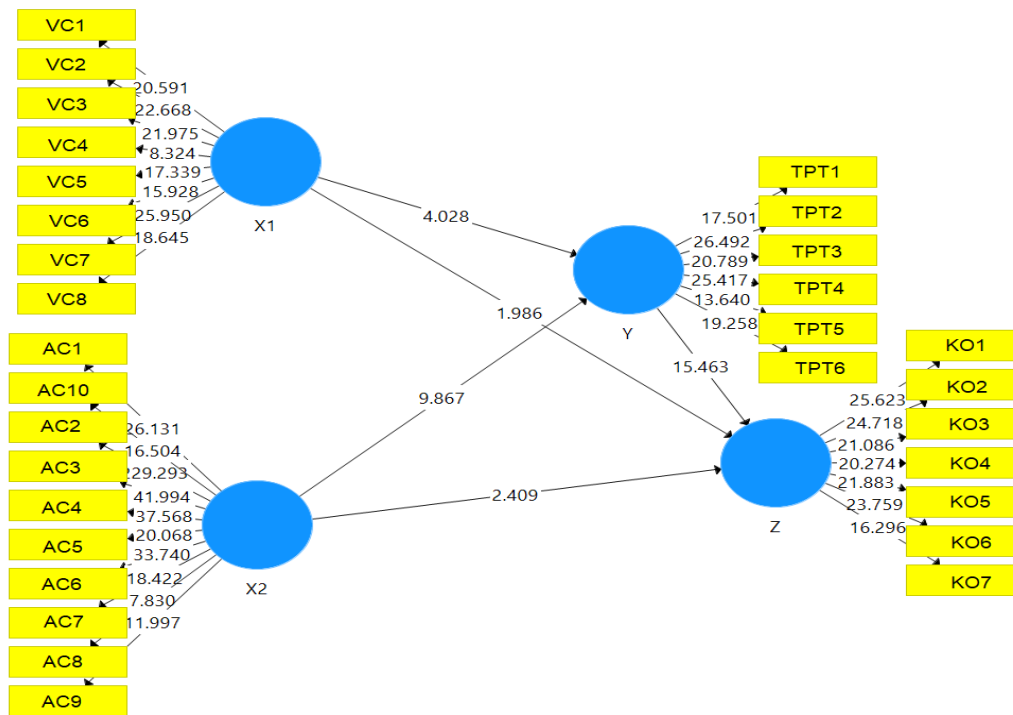 VC1
VC2
VC3
VC4
VC5
VC6
VC7
VC8
20.591
22.668
21.975
8.324
17.339
15.928
25.950
18.645
X1
4.028
1.986
AC1
AC10
AC2
AC3
AC4
AC5
AC6
AC7
AC8
AC9
26.131
16.504
29.293
41.994
37.568
20.068
33.740
18.422
7.830
11.997
X2
9.867
2.409
Y
15.463
17.501
26.492
20.789
25.417
13.640
19.258
TPT1
TPT2
TPT3
TPT4
TPT5
TPT6
Z
25.623
24.718
21.086
20.274
21.883
23.759
16.296
KO1
KO2
KO3
KO4
KO5
KO6
KO7